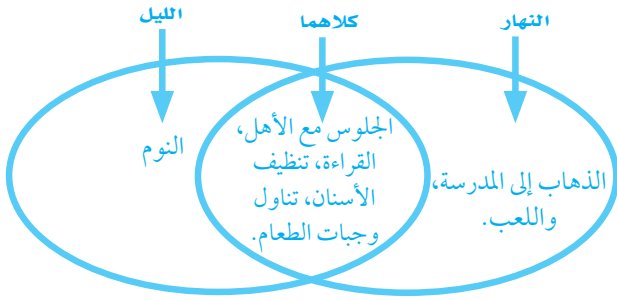 النهار
كلاهما
الليل
الذهاب إلى المدرسة،
واللعب.
الجلوس مع الأهل،
القراءة، تنظيف
الأسنان، تناول
وجبات الطعام.
النوم